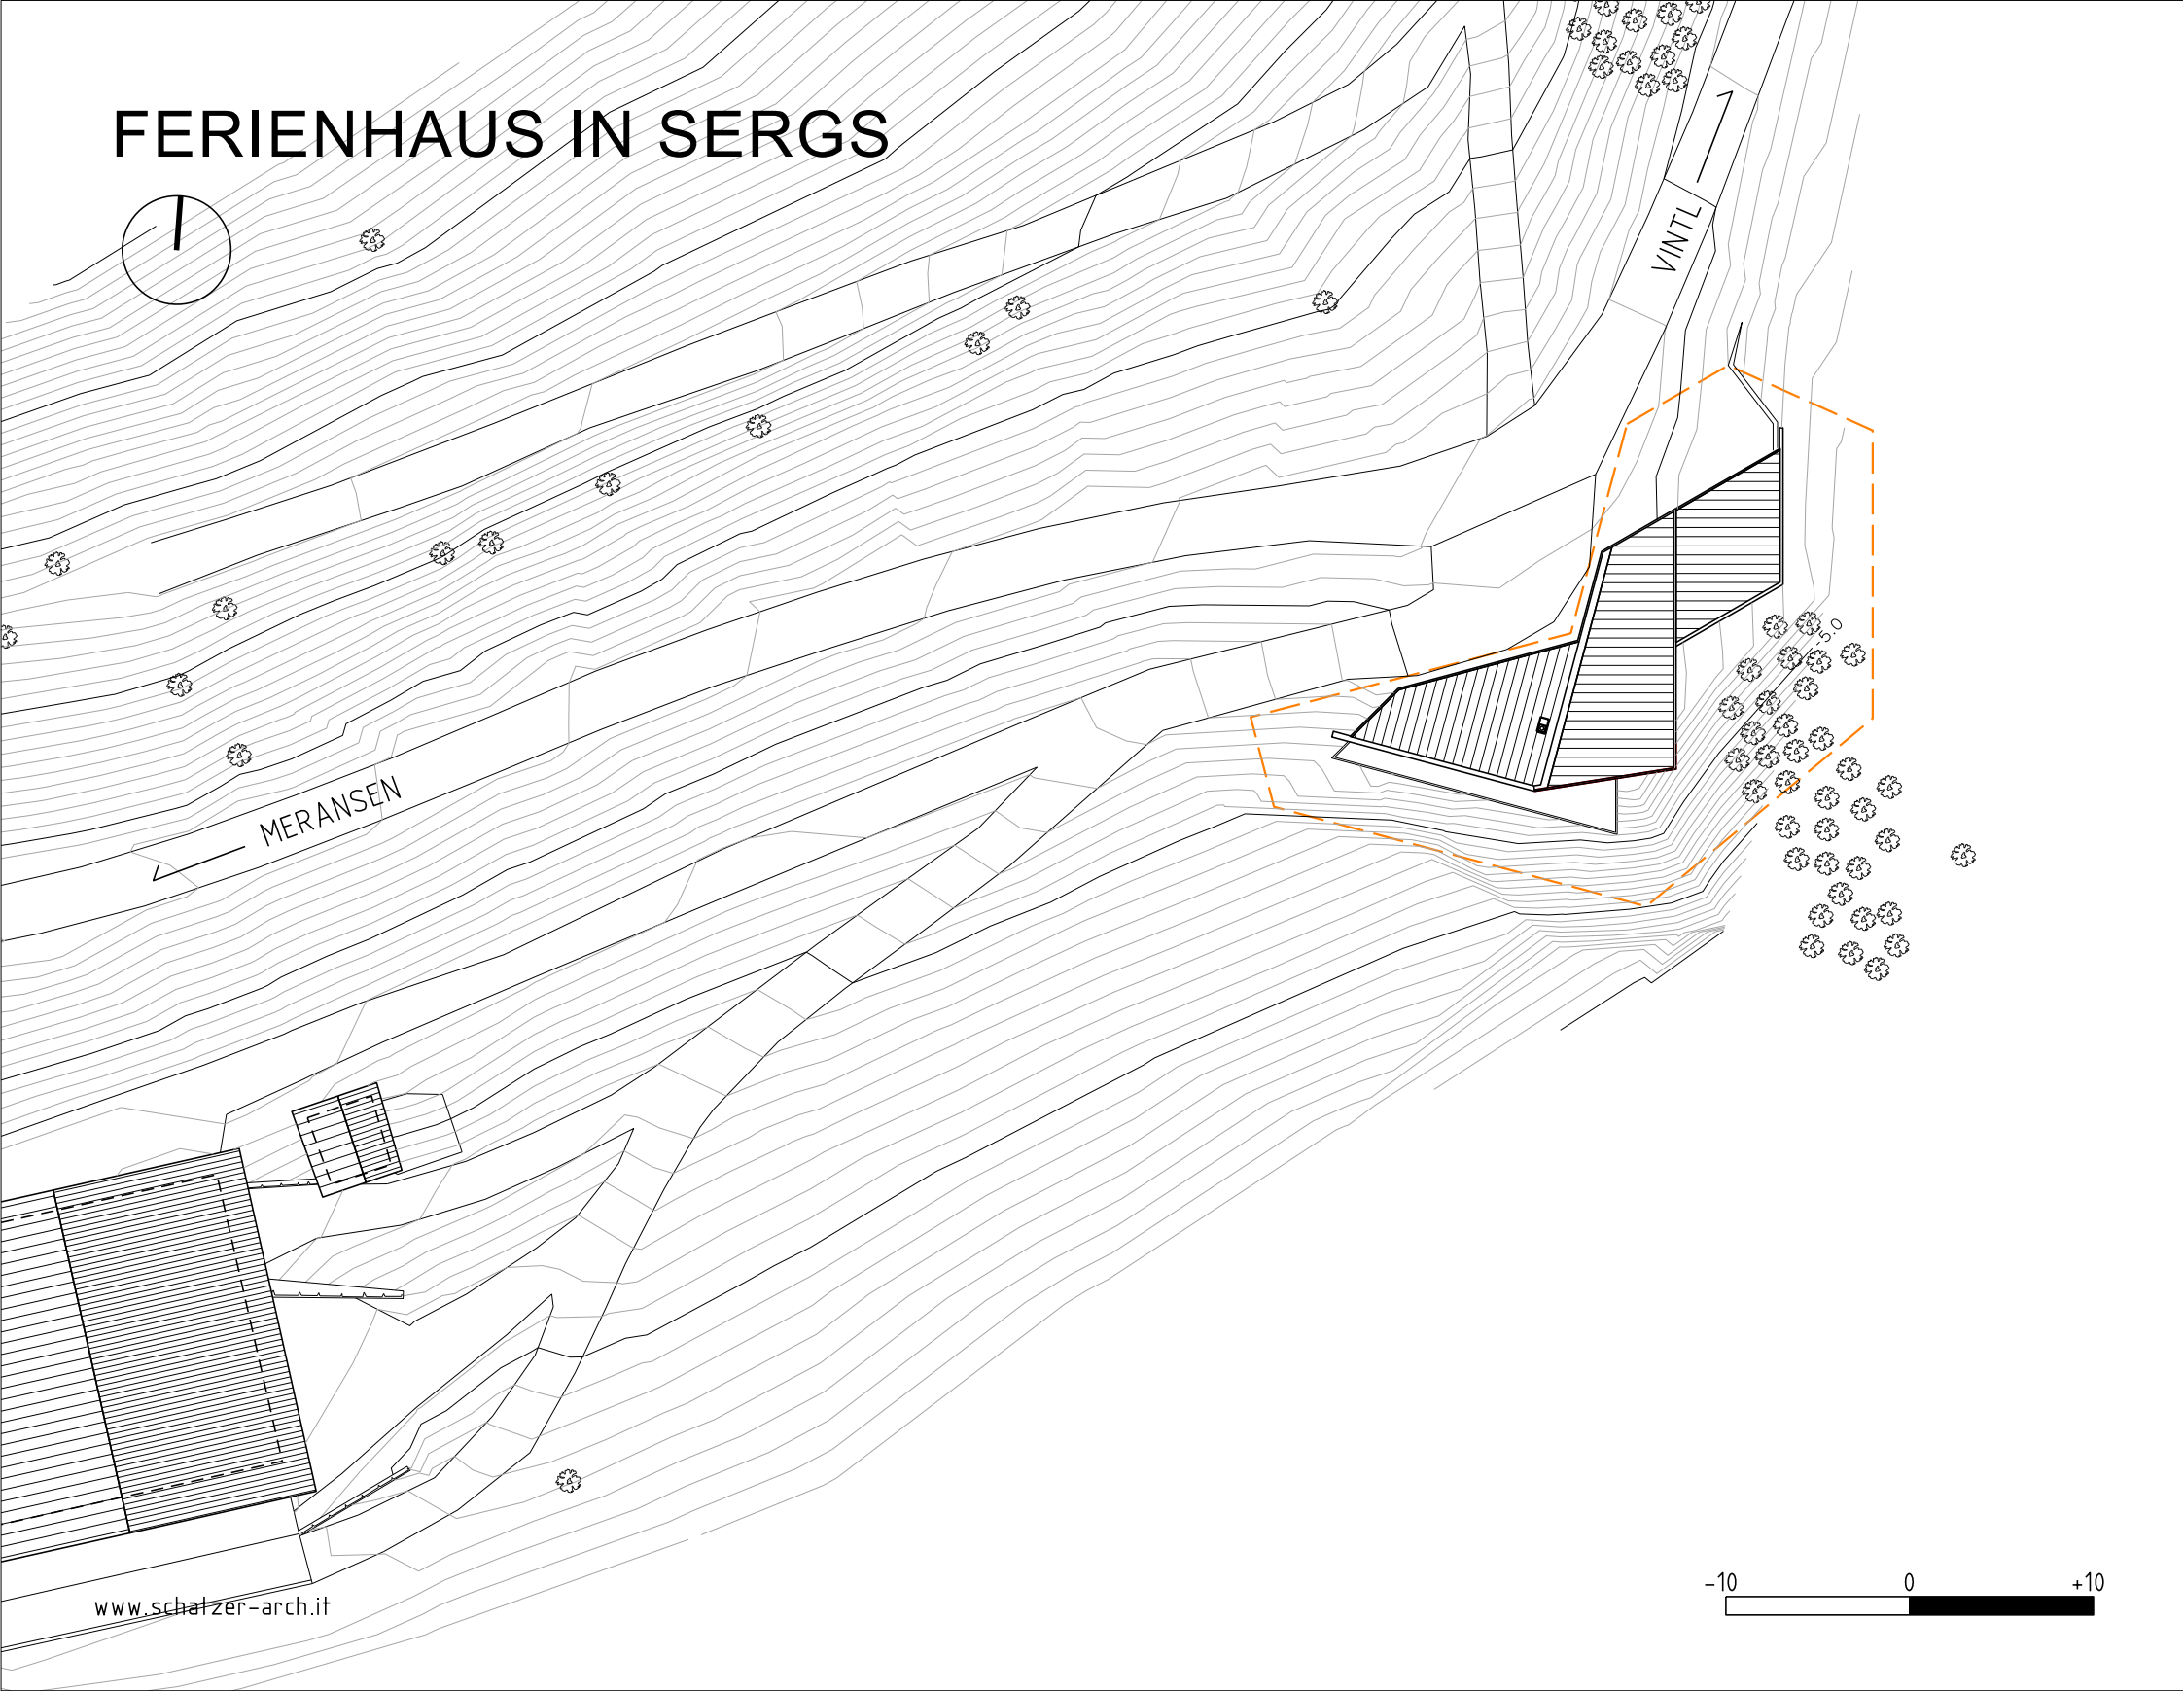 FERIENHAUS IN SERGS
VINTL
-5.0
MERANSEN
www.schatzer-arch.it
-10 0 +10